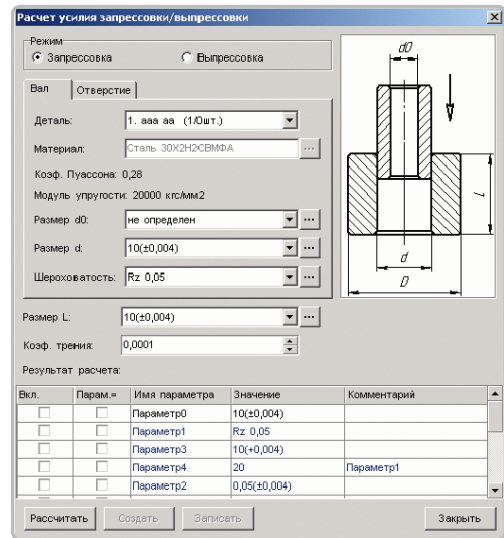 Расчет усилия запрессовки/выпрессовки
Режим
Запрессовка Выпрессовка
Вал Отверстие
Деталь: 1. ааа аа (1/0шт.)
Материал: Сталь 30Х2Н2СВМФА
Коэф. Пуассона: 0,28
Модуль упругости: 20000 кгс/мм2
Размер d0: не определен
Размер d: 10(±0,004)
Шероховатость: Rz 0,05
Размер L: 10(±0,004)
Коэф. трения: 0,0001
d0
L
d
D
Результат расчета:
Вкл. Парам.= Имя параметра Значение Комментарий
Параметр0 10(±0,004)
Параметр1 Rz 0,05
Параметр3 10(+0,004)
Параметр4 20 Параметр1
Параметр2 0,05(±0,004)
Рассчитать Создать Записать Закрыть